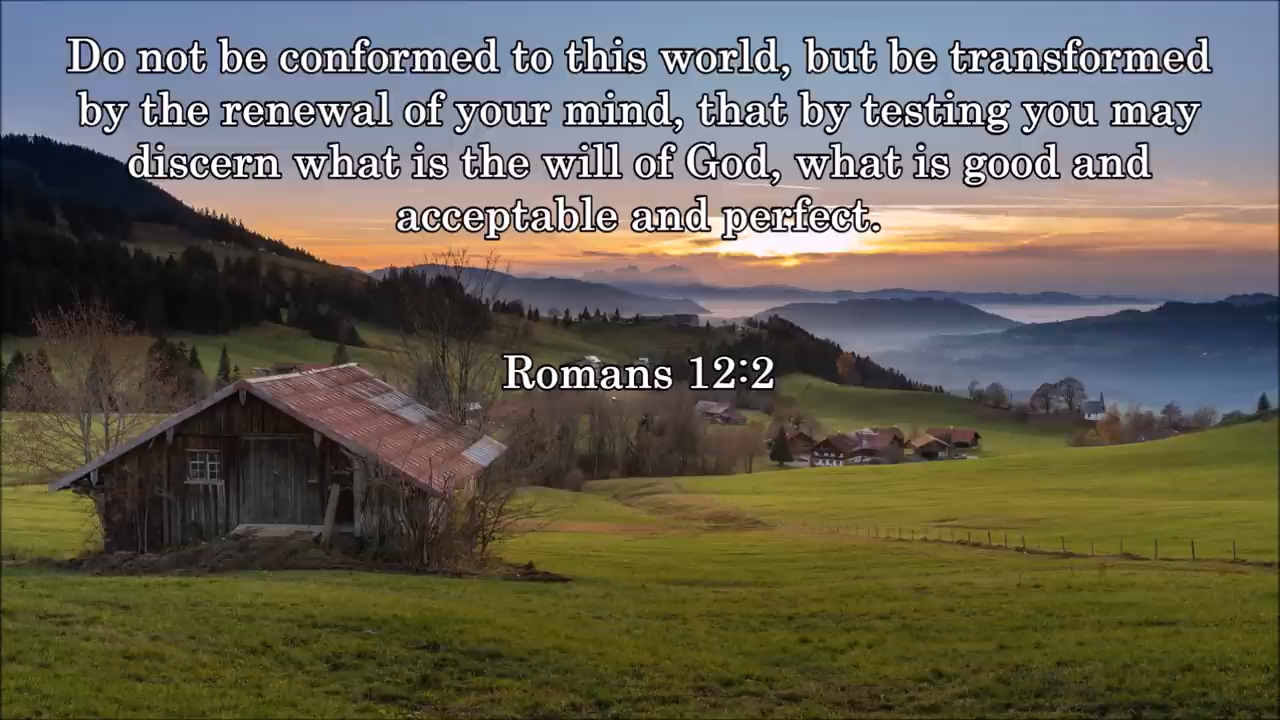 Do not be conformed to this world, but be transformed
by the renewal of your mind, that by testing you may
discern what is the will of God, what is good and
acceptable and perfect.
Romans 12:2